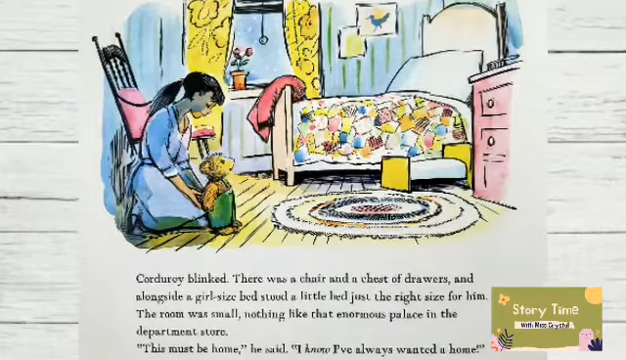 Corduroy blinked. There was a chair and a chest of drawers, and
alongside a girl-size bed stood a little bed just the right size for him.
The room was small, nothing like that enormous palace in the
department store.
"This must be home," he said. "I know I've always wanted a home!"
Story Time
With Miss Crystal